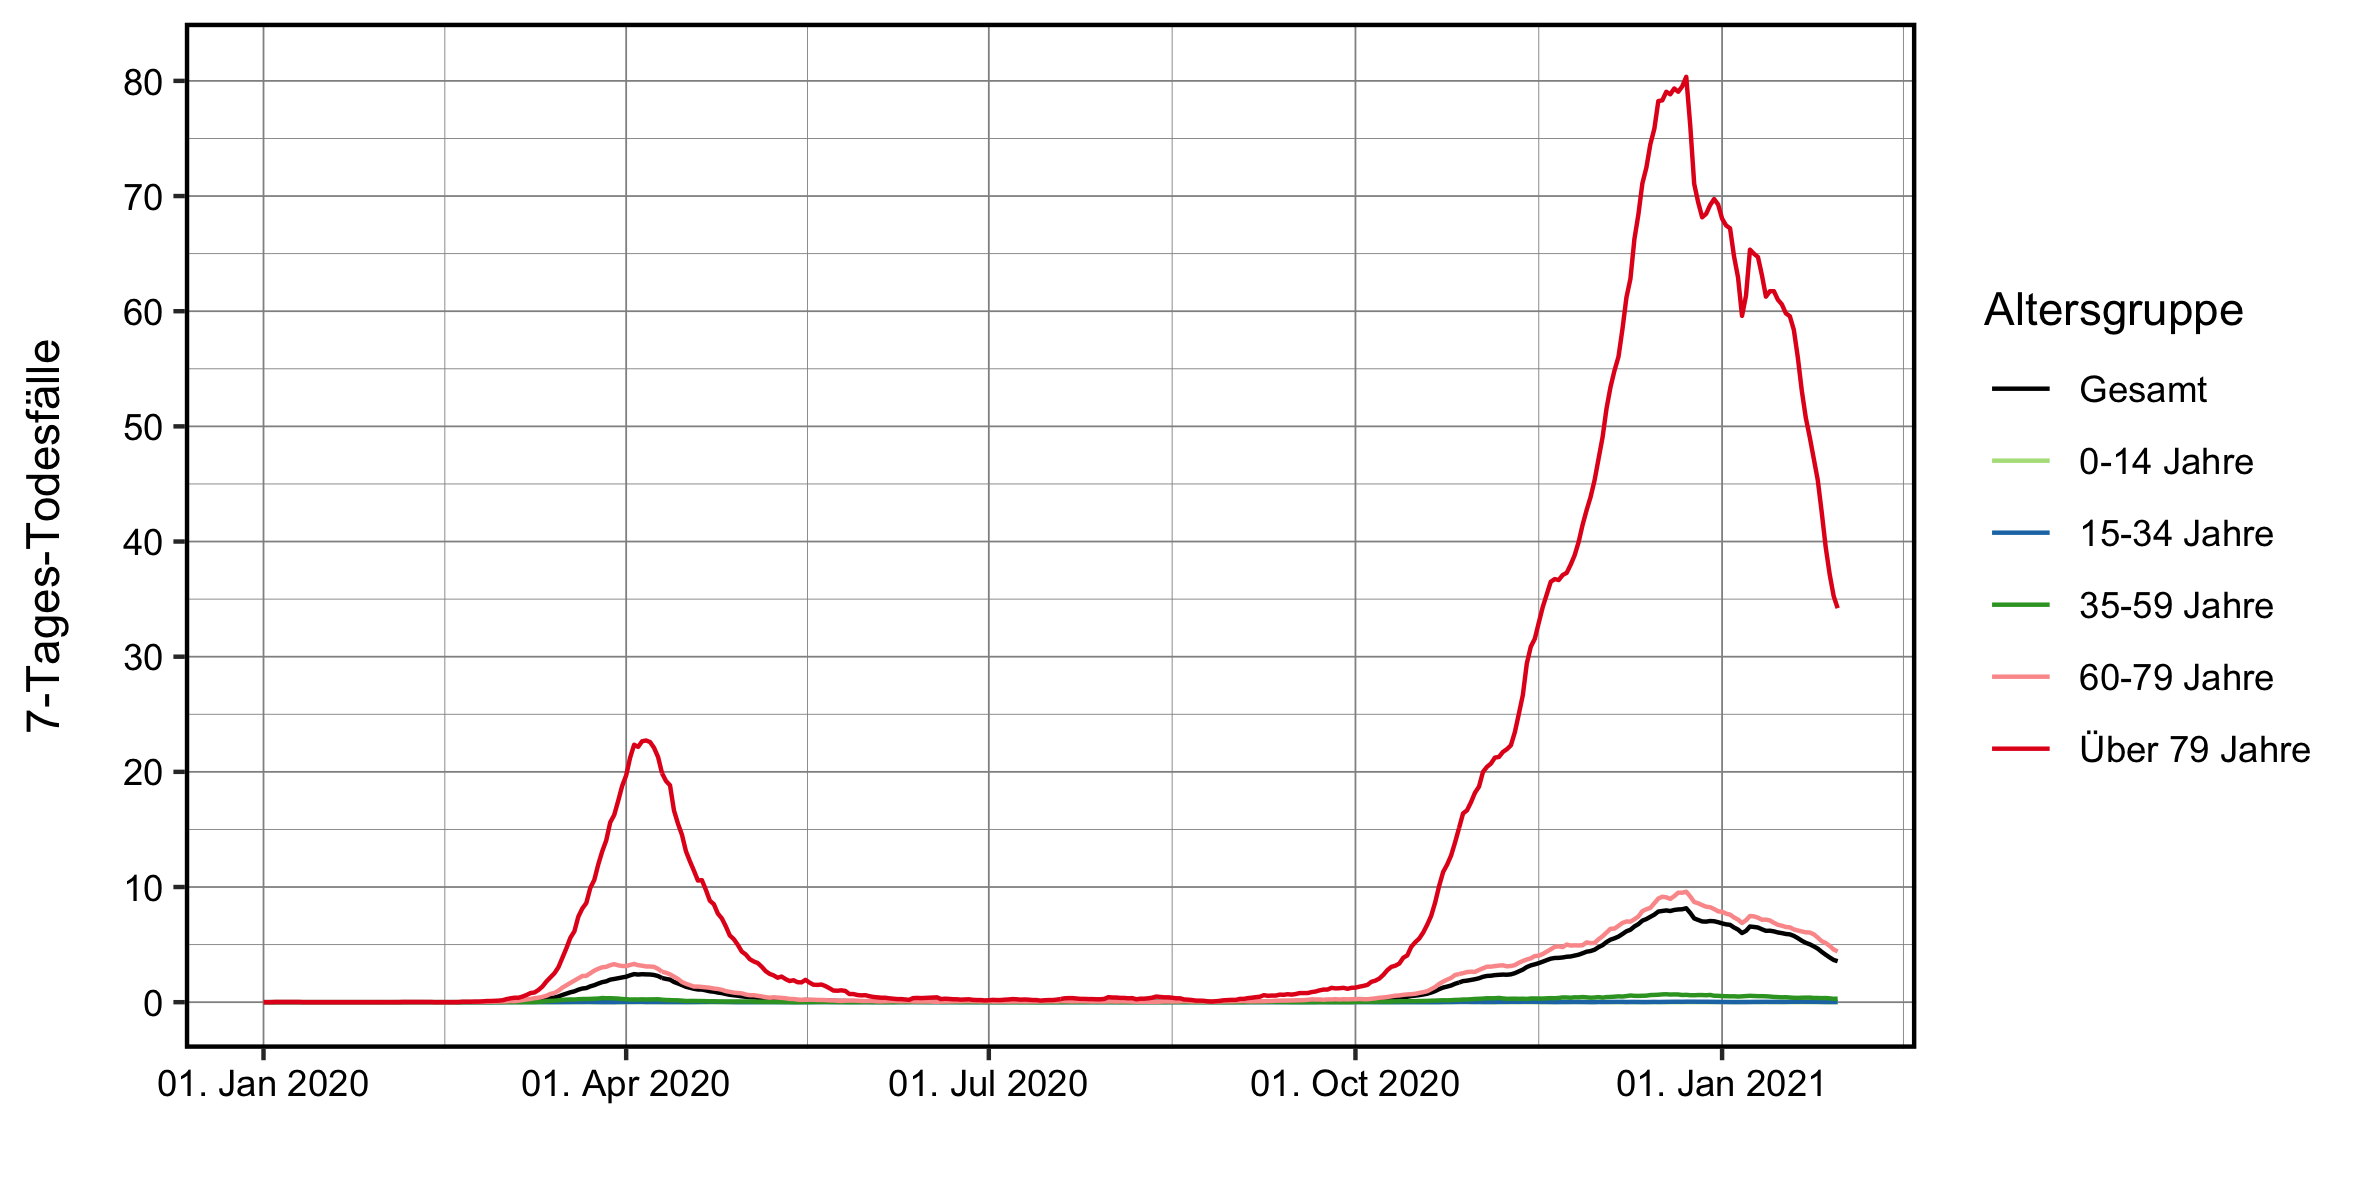 7-Tages-Todesfälle
80
70
60
50
40
30
20
10
0
01. Jan 2020
01. Apr 2020
01. Jul 2020
01. Oct 2020
01. Jan 2021
Altersgruppe
Gesamt
0-14 Jahre
15-34 Jahre
35-59 Jahre
60-79 Jahre
Über 79 Jahre